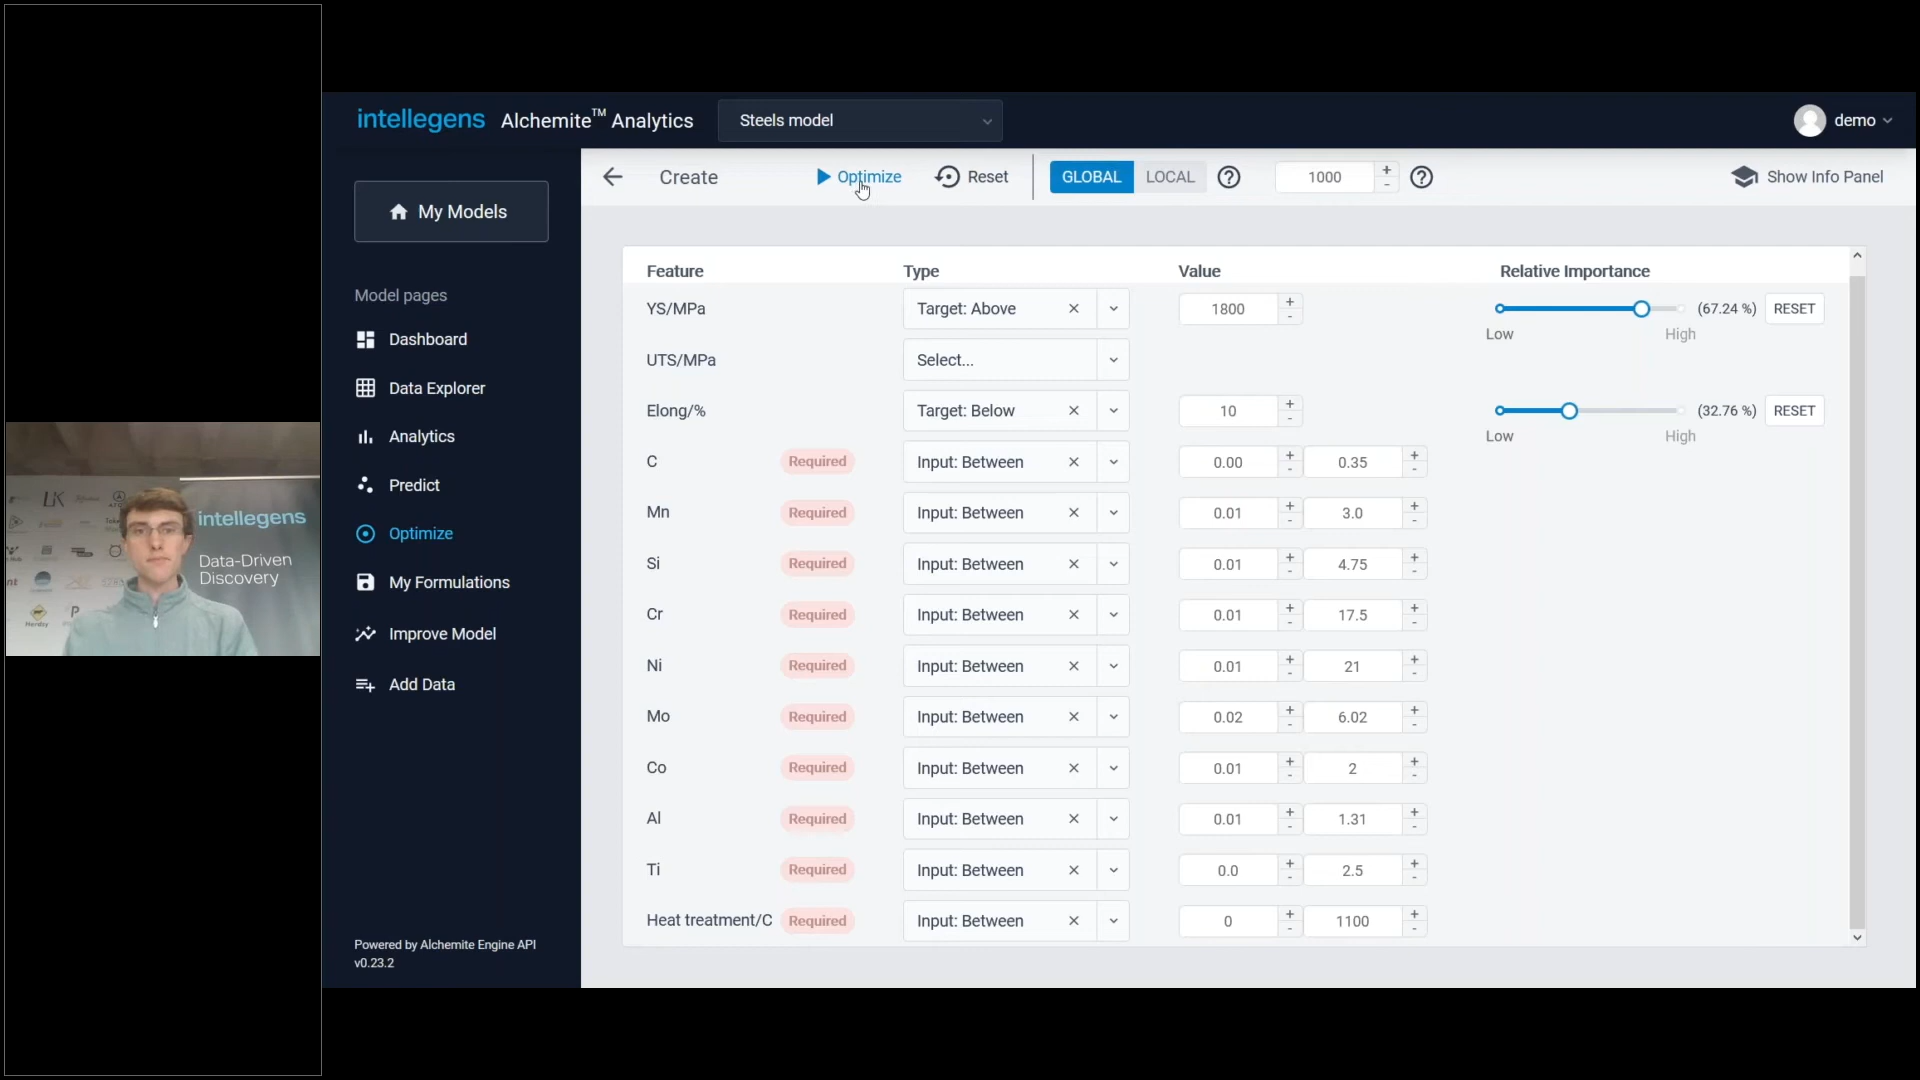 intellegens Alchemite™ Analytics Steels model demo
Create Optimize Reset GLOBAL LOCAL ? 1000 + - ? Show Info Panel
My Models
Model pages
Dashboard
Data Explorer
Analytics
Predict
Optimize
My Formulations
Improve Model
Add Data
Powered by Alchemite Engine API
v0.23.2
Feature Type Value Relative Importance
YS/MPa Target: Above 1800 + - (67.24 %) RESET
Low High
UTS/MPa Select...
Elong/% Target: Below 10 + - (32.76 %) RESET
Low High
C Required Input: Between 0.00 + - 0.35 + -
Mn Required Input: Between 0.01 + - 3.0 + -
Si Required Input: Between 0.01 + - 4.75 + -
Cr Required Input: Between 0.01 + - 17.5 + -
Ni Required Input: Between 0.01 + - 21 + -
Mo Required Input: Between 0.02 + - 6.02 + -
Co Required Input: Between 0.01 + - 2 + -
Al Required Input: Between 0.01 + - 1.31 + -
Ti Required Input: Between 0.0 + - 2.5 + -
Heat treatment/C Required Input: Between 0 + - 1100 + -
intellegens
Data-Driven
Discovery